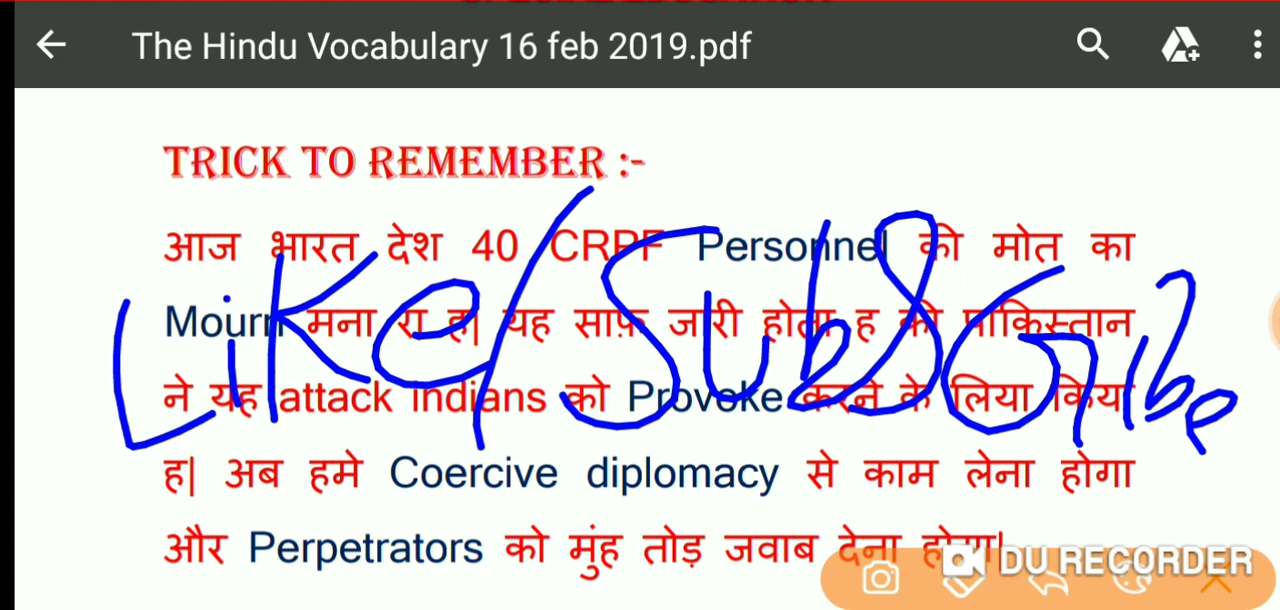 The Hindu Vocabulary 16 feb 2019.pdf
TRICK TO REMEMBER :-
आज भारत देश 40 CRPF Personnel की मोत का
Mourn मना रा ह| यह साफ़ जारी होता ह की पाकिस्तान
ने यह attack indians को Provoke करने के लिया किया
ह| अब हमे Coercive diplomacy से काम लेना होगा
और Perpetrators को मुंह तोड़ जवाब देना होगा|
Like/Subscribe
DU RECORDER